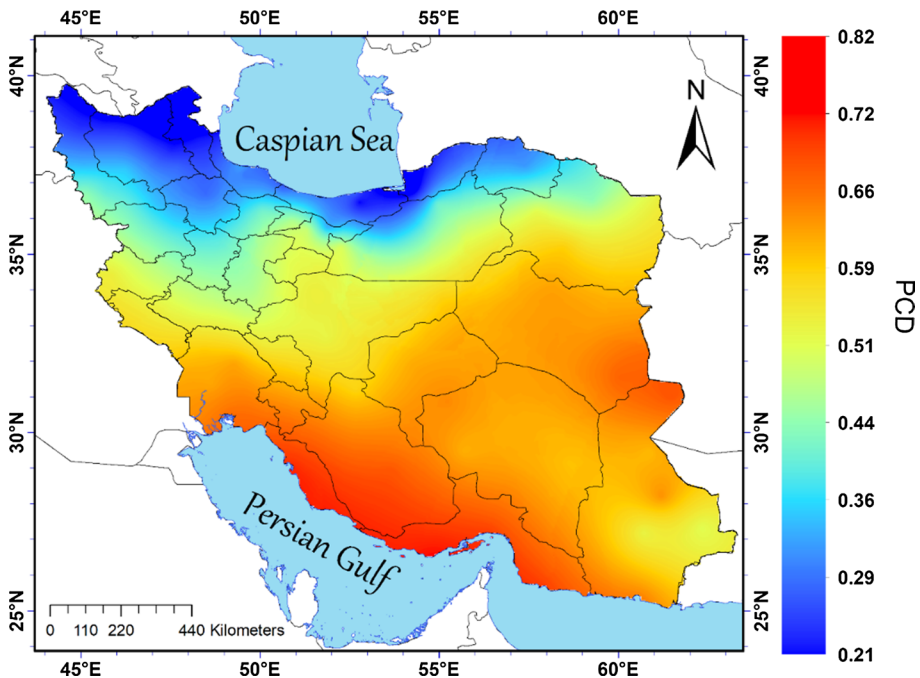 45°E 50°E 55°E 60°E
0.82
40°N
40°N
N
0.72
Caspian Sea
0.66
35°N
35°N
0.59
PCD
0.51
30°N
30°N
0.44
0.36
Persian Gulf
0.29
25°N
25°N
0 110 220 440 Kilometers
0.21
45°E 50°E 55°E 60°E